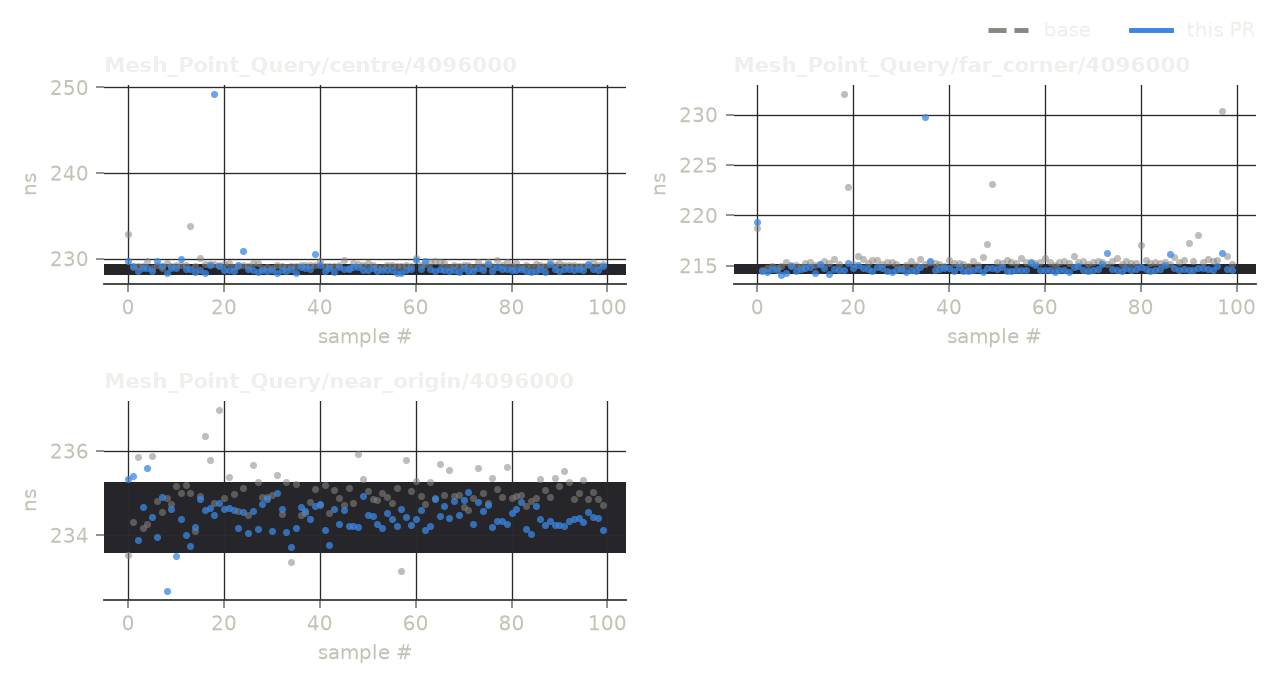 base this PR
Mesh_Point_Query/centre/4096000
250
240
230
ns
0 20 40 60 80 100
sample #
Mesh_Point_Query/far_corner/4096000
230
225
220
215
ns
0 20 40 60 80 100
sample #
Mesh_Point_Query/near_origin/4096000
236
234
ns
0 20 40 60 80 100
sample #